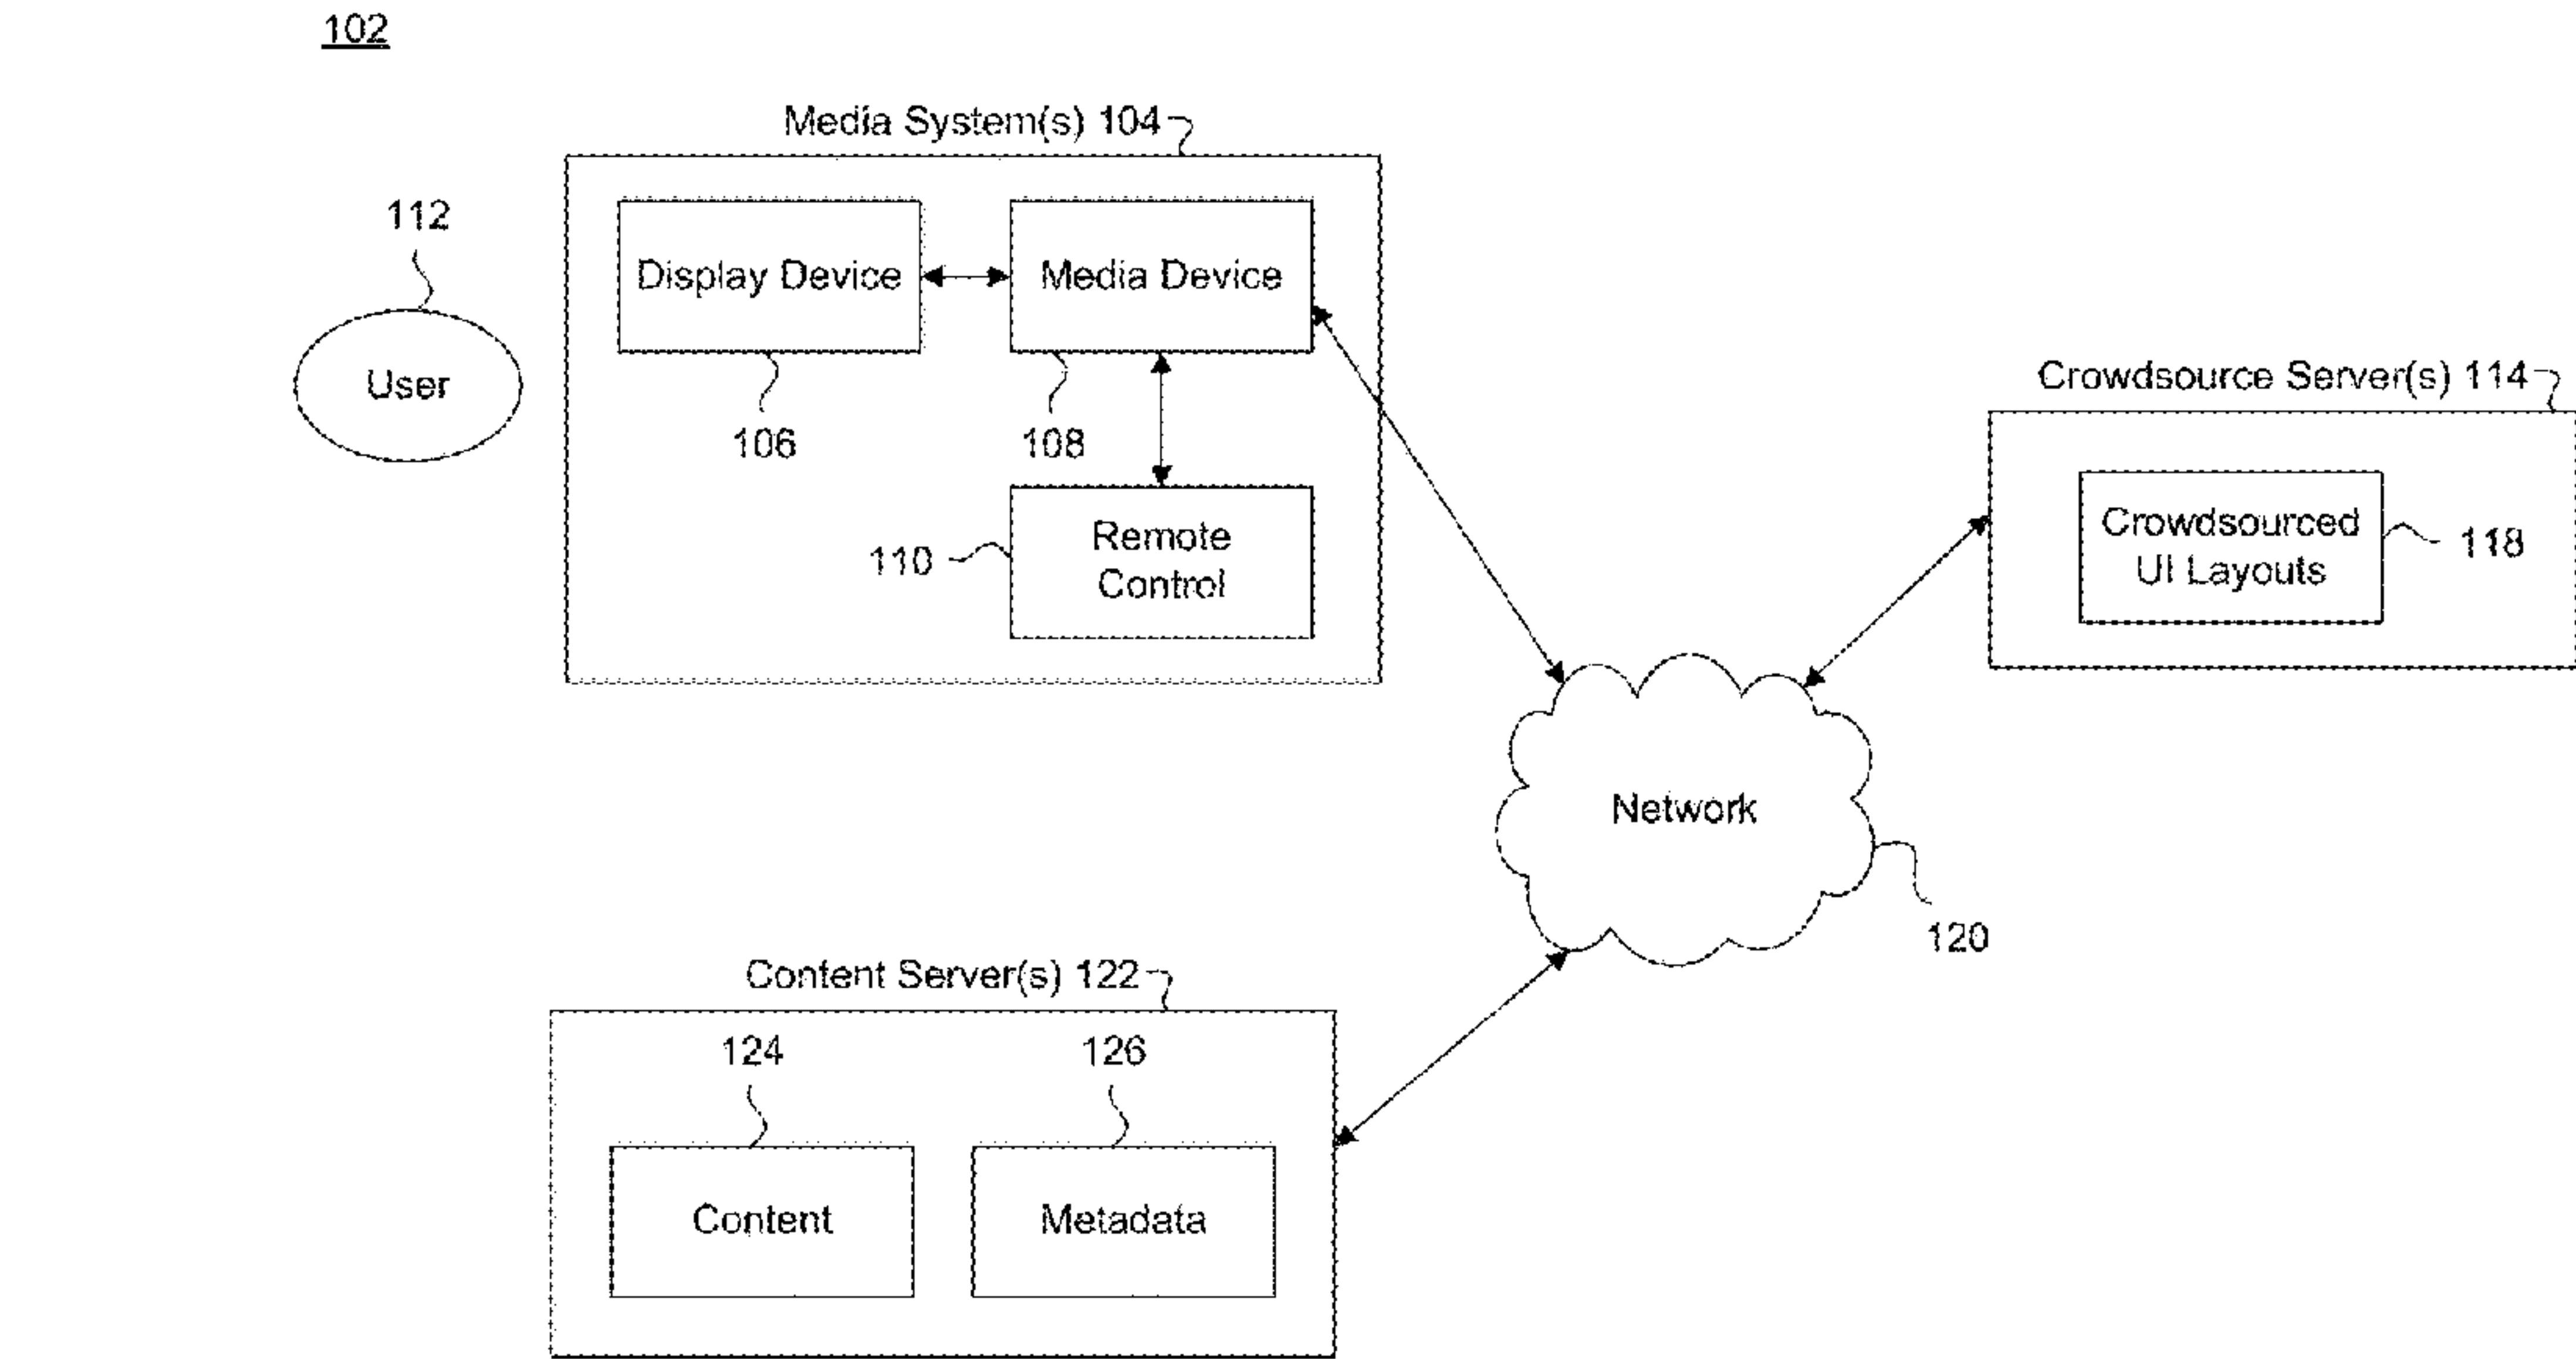 102
Media System(s) 104
112
Display Device
Media Device
User
106
108
Crowdsource Server(s) 114
110
Remote
Control
Crowdsourced
UI Layouts
118
Network
120
Content Server(s) 122
124
126
Content
Metadata